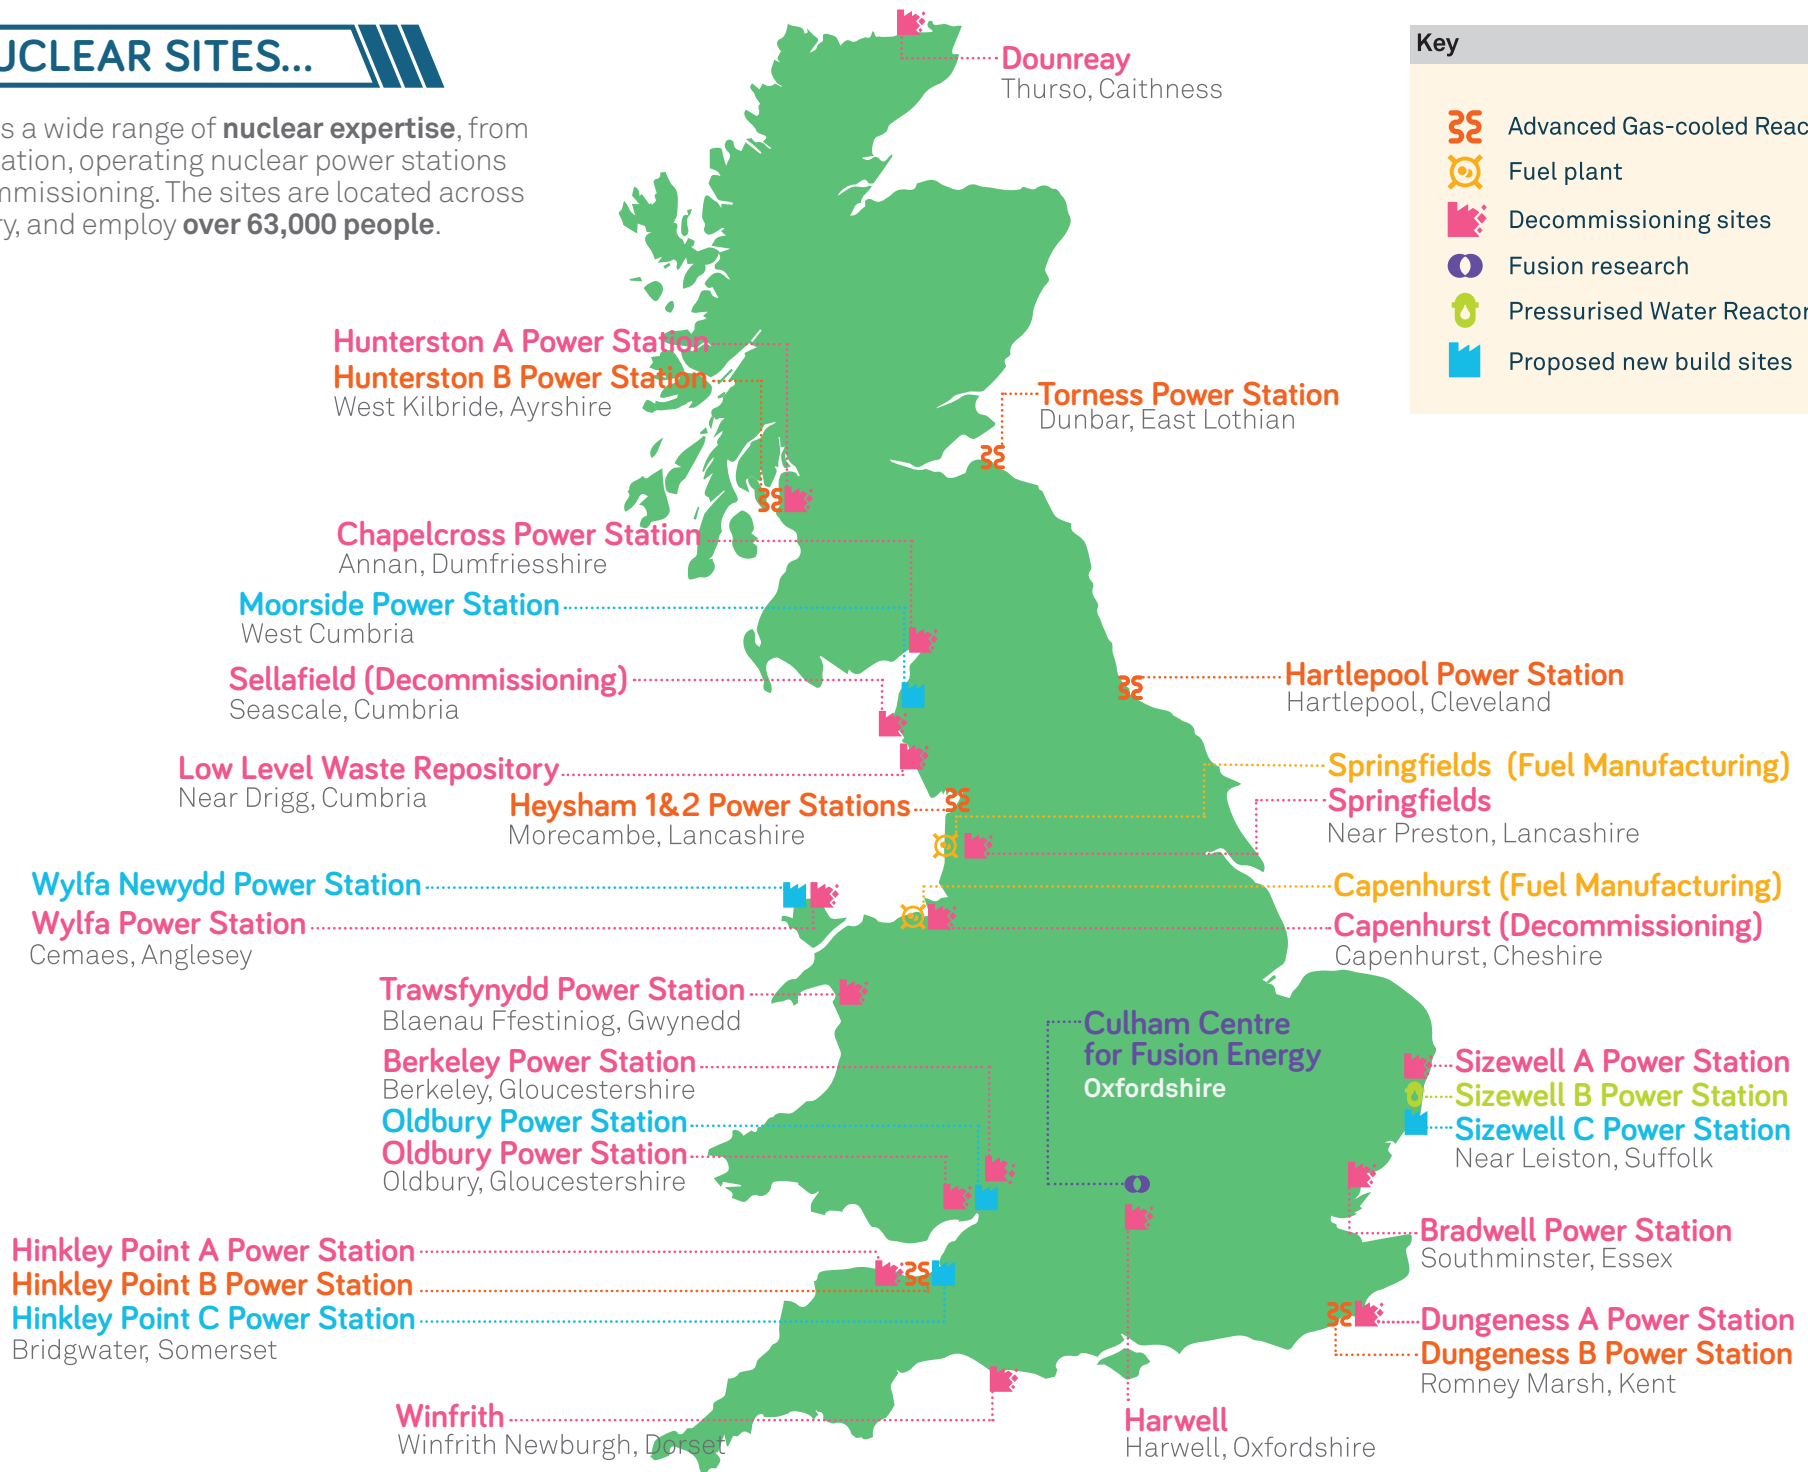 UCLEAR SITES...
s a wide range of nuclear expertise, from
ation, operating nuclear power stations
mmissioning. The sites are located across
ry, and employ over 63,000 people.
Key
Advanced Gas-cooled Reac
Fuel plant
Decommissioning sites
Fusion research
Pressurised Water Reactor
Proposed new build sites
Dounreay
Thurso, Caithness
Hunterston A Power Station
Hunterston B Power Station
West Kilbride, Ayrshire
Torness Power Station
Dunbar, East Lothian
Chapelcross Power Station
Annan, Dumfriesshire
Moorside Power Station
West Cumbria
Sellafield (Decommissioning)
Seascale, Cumbria
Hartlepool Power Station
Hartlepool, Cleveland
Low Level Waste Repository
Near Drigg, Cumbria
Heysham 1&2 Power Stations
Morecambe, Lancashire
Springfields (Fuel Manufacturing)
Springfields
Near Preston, Lancashire
Wylfa Newydd Power Station
Wylfa Power Station
Cemaes, Anglesey
Capenhurst (Fuel Manufacturing)
Capenhurst (Decommissioning)
Capenhurst, Cheshire
Trawsfynydd Power Station
Blaenau Ffestiniog, Gwynedd
Culham Centre
for Fusion Energy
Oxfordshire
Berkeley Power Station
Berkeley, Gloucestershire
Oldbury Power Station
Oldbury Power Station
Oldbury, Gloucestershire
Sizewell A Power Station
Sizewell B Power Station
Sizewell C Power Station
Near Leiston, Suffolk
Bradwell Power Station
Southminster, Essex
Hinkley Point A Power Station
Hinkley Point B Power Station
Hinkley Point C Power Station
Bridgwater, Somerset
Dungeness A Power Station
Dungeness B Power Station
Romney Marsh, Kent
Winfrith
Winfrith Newburgh, Dorset
Harwell
Harwell, Oxfordshire